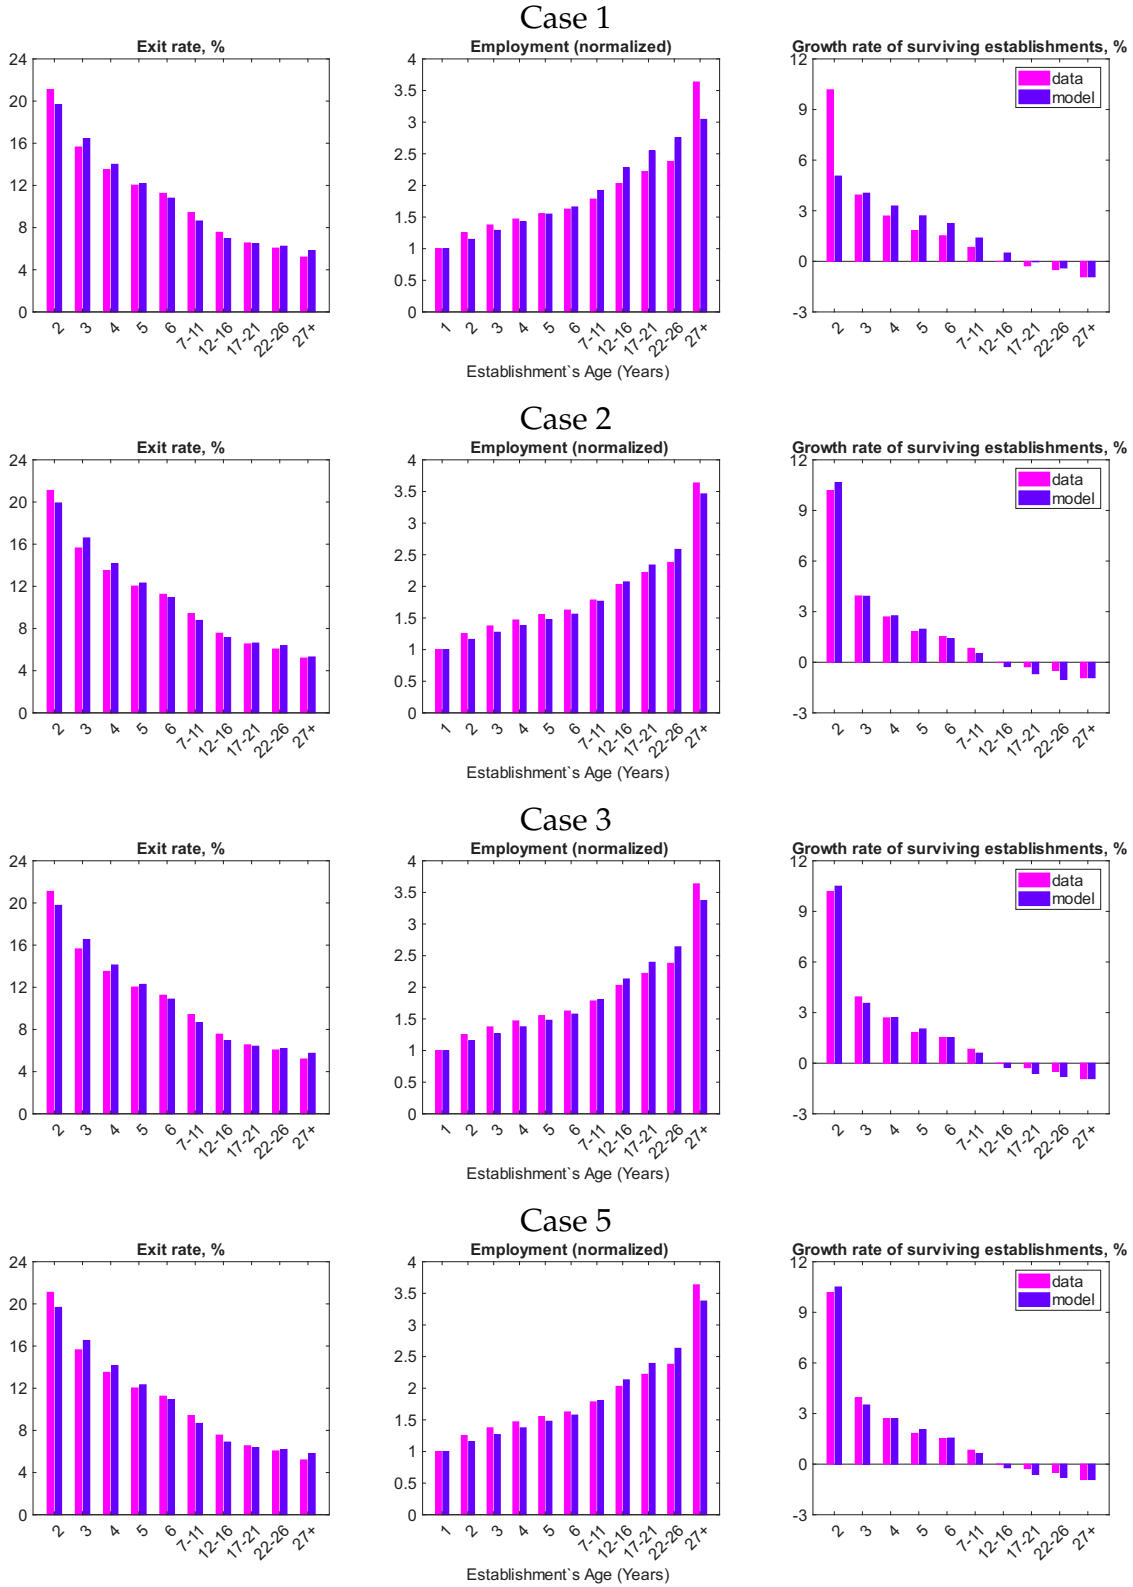 Case 1
Exit rate, %
24
20
16
12
8
4
0
2 3 4 5 6 7-11 12-16 17-21 22-26 27+
Employment (normalized)
4
3.5
3
2.5
2
1.5
1
0.5
0
1 2 3 4 5 6 7-11 12-16 17-21 22-26 27+
Establishment`s Age (Years)
Growth rate of surviving establishments, %
12
9
6
3
0
-3
data
model
2 3 4 5 6 7-11 12-16 17-21 22-26 27+
Case 2
Exit rate, %
24
20
16
12
8
4
0
2 3 4 5 6 7-11 12-16 17-21 22-26 27+
Employment (normalized)
4
3.5
3
2.5
2
1.5
1
0.5
0
1 2 3 4 5 6 7-11 12-16 17-21 22-26 27+
Establishment`s Age (Years)
Growth rate of surviving establishments, %
12
9
6
3
0
-3
data
model
2 3 4 5 6 7-11 12-16 17-21 22-26 27+
Case 3
Exit rate, %
24
20
16
12
8
4
0
2 3 4 5 6 7-11 12-16 17-21 22-26 27+
Employment (normalized)
4
3.5
3
2.5
2
1.5
1
0.5
0
1 2 3 4 5 6 7-11 12-16 17-21 22-26 27+
Establishment`s Age (Years)
Growth rate of surviving establishments, %
12
9
6
3
0
-3
data
model
2 3 4 5 6 7-11 12-16 17-21 22-26 27+
Case 5
Exit rate, %
24
20
16
12
8
4
0
2 3 4 5 6 7-11 12-16 17-21 22-26 27+
Employment (normalized)
4
3.5
3
2.5
2
1.5
1
0.5
0
1 2 3 4 5 6 7-11 12-16 17-21 22-26 27+
Establishment`s Age (Years)
Growth rate of surviving establishments, %
12
9
6
3
0
-3
data
model
2 3 4 5 6 7-11 12-16 17-21 22-26 27+